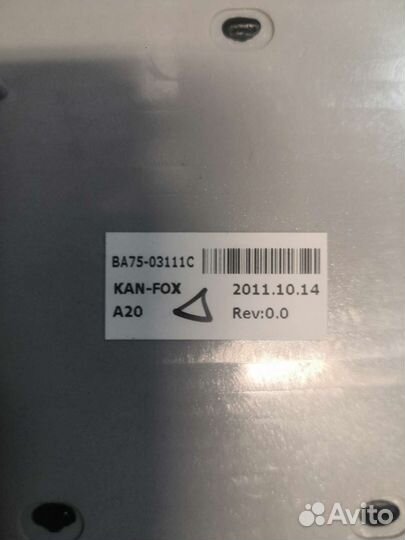 BA75-03111C
KAN-FOX 2011.10.14
A20 Rev:0.0
Avito